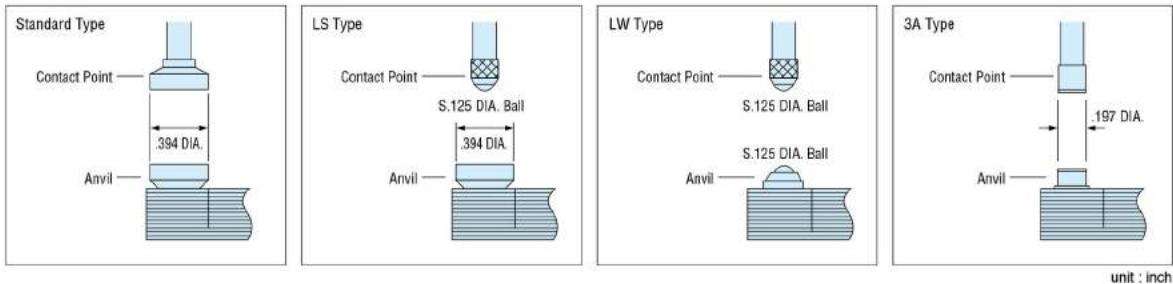 Standard Type
Contact Point
.394 DIA.
Anvil
LS Type
Contact Point
S.125 DIA. Ball
.394 DIA.
Anvil
LW Type
Contact Point
S.125 DIA. Ball
S.125 DIA. Ball
Anvil
3A Type
Contact Point
.197 DIA.
Anvil
unit : inch